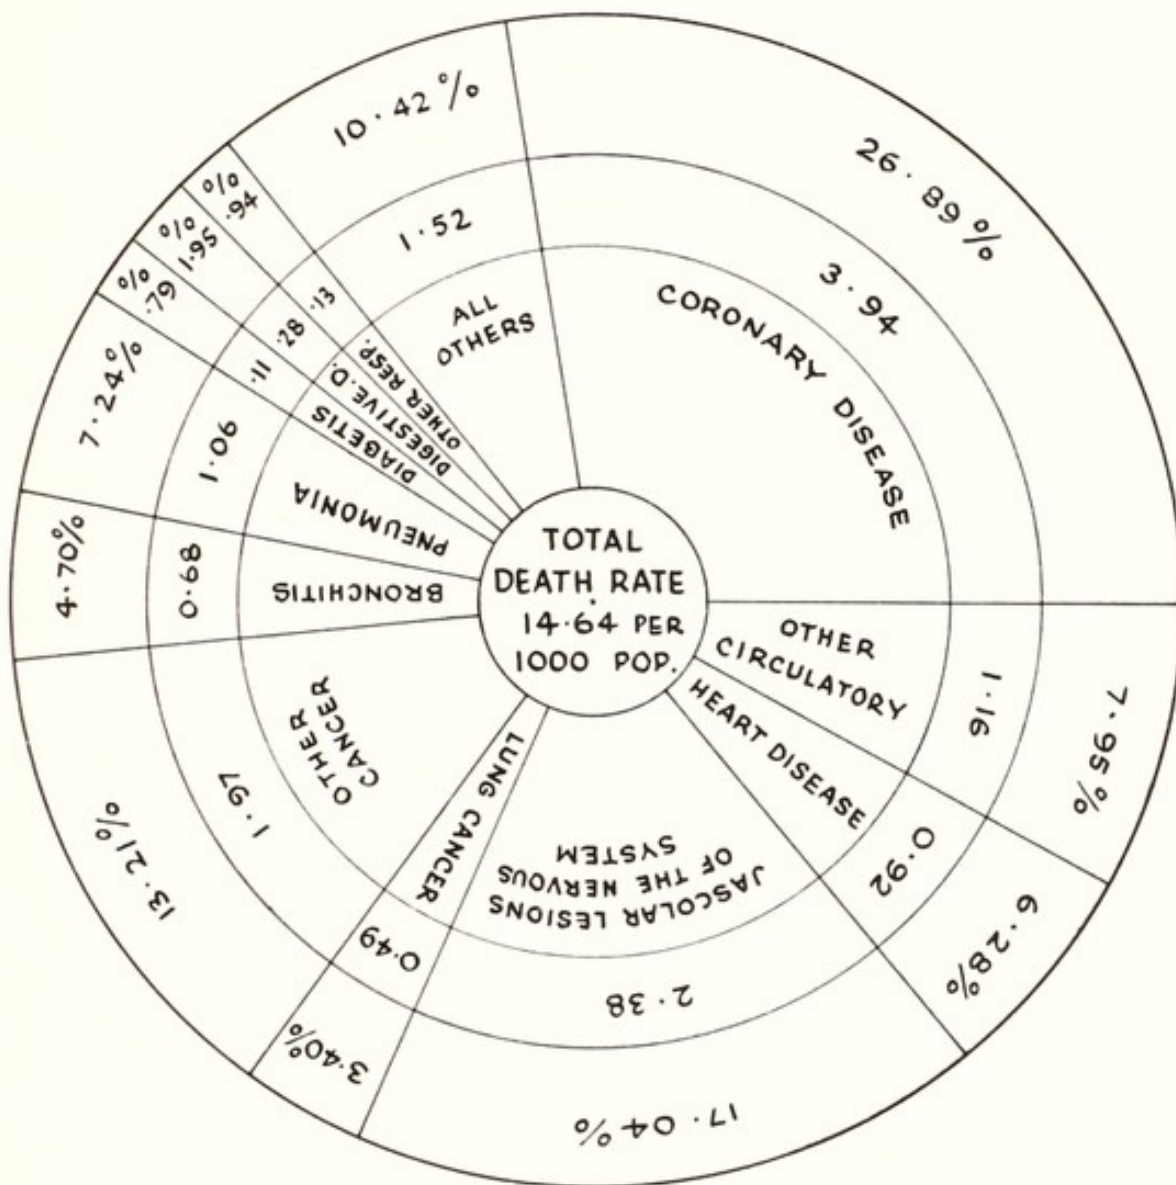 TOTAL
DEATH RATE
14.64 PER
1000 POP.
26.89%
3.94
CORONARY DISEASE
7.95%
1.16
OTHER
CIRCULATORY
6.28%
0.92
HEART DISEASE
17.04%
2.38
JASCOLAR LESIONS
OF THE NERVOUS
SYSTEM
3.40%
0.49
LUNG CANCER
13.21%
1.97
OTHER
CANCER
4.70%
0.68
BRONCHITIS
7.24%
1.06
PNEUMONIA
.79%
.11
DIABETIS
1.95%
.28
DIGESTIVE.D.
.94%
.13
OTHER RESP.
10.42%
1.52
ALL
OTHERS